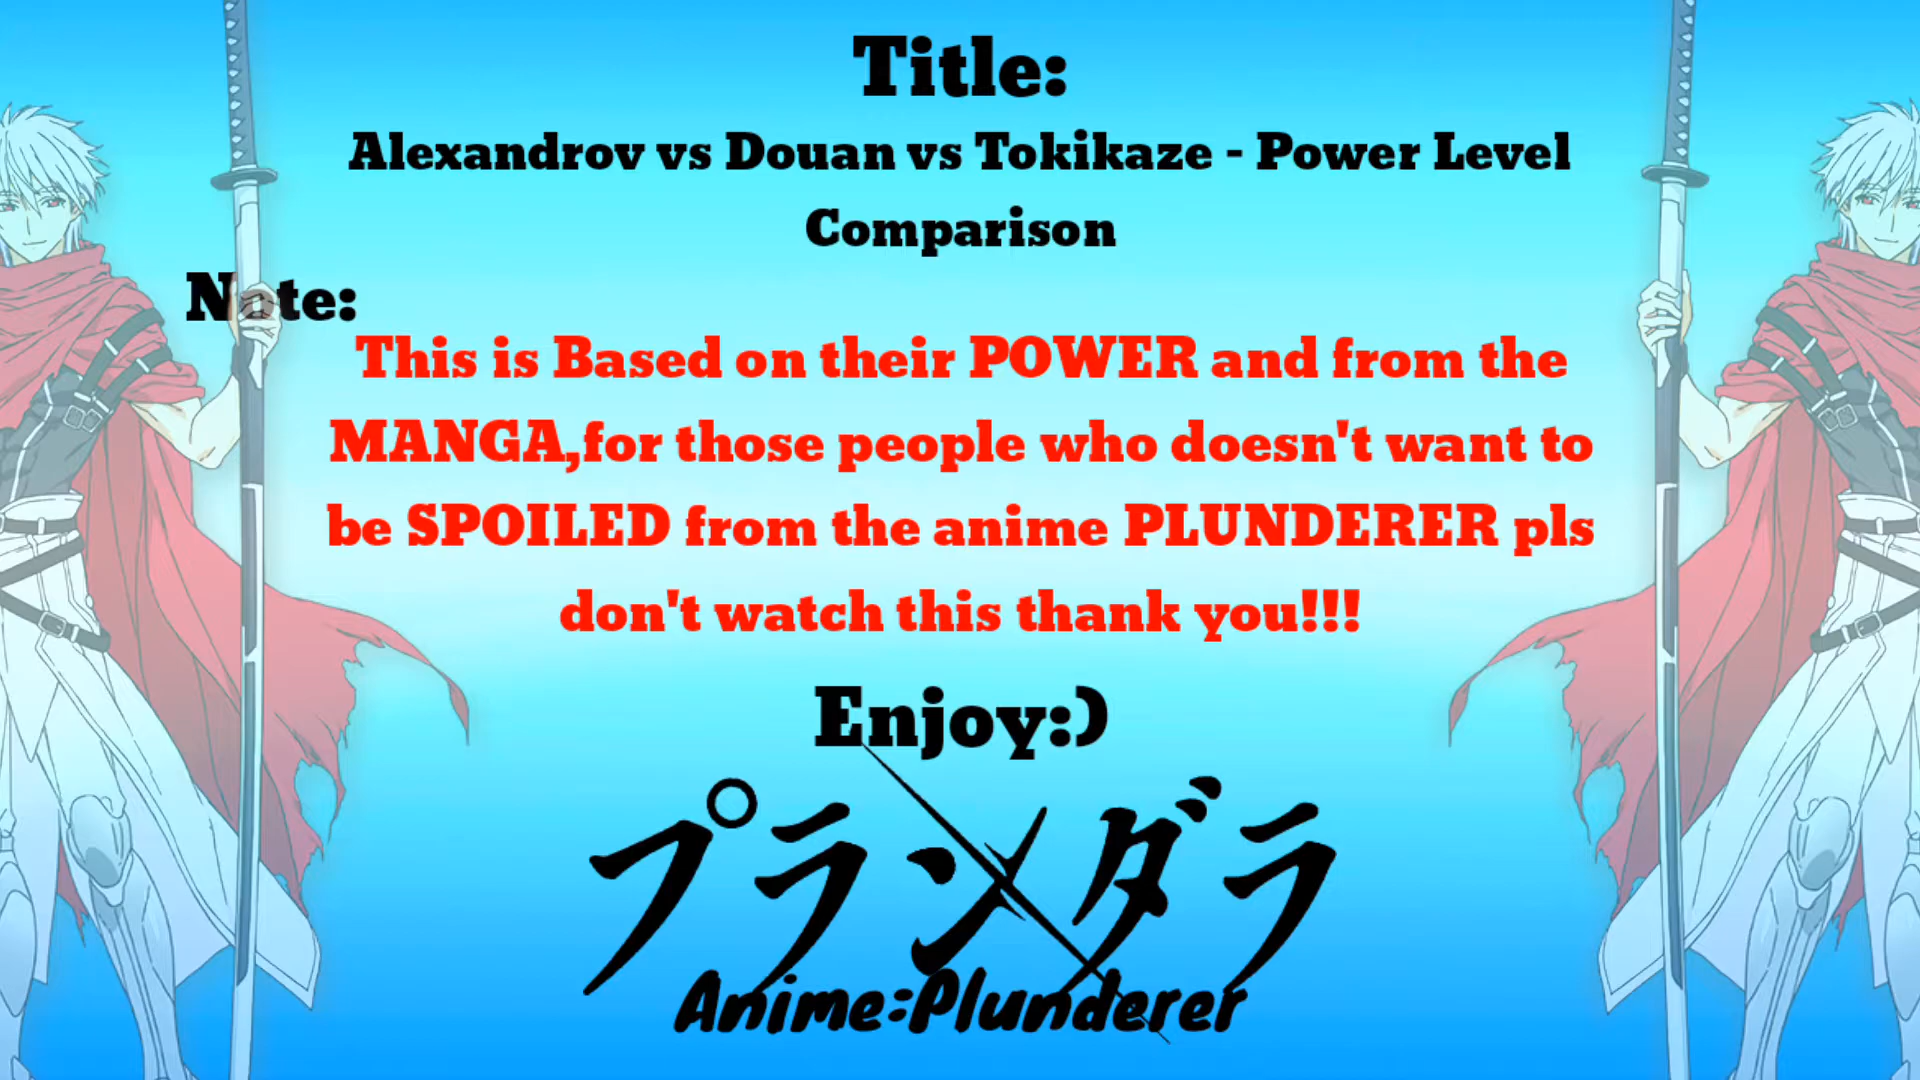 Title:
Alexandrov vs Douan vs Tokikaze - Power Level
Comparison
Note:
This is Based on their POWER and from the
MANGA,for those people who doesn't want to
be SPOILED from the anime PLUNDERER pls
don't watch this thank you!!!
Enjoy:)
プランダラ
Anime:Plunderer